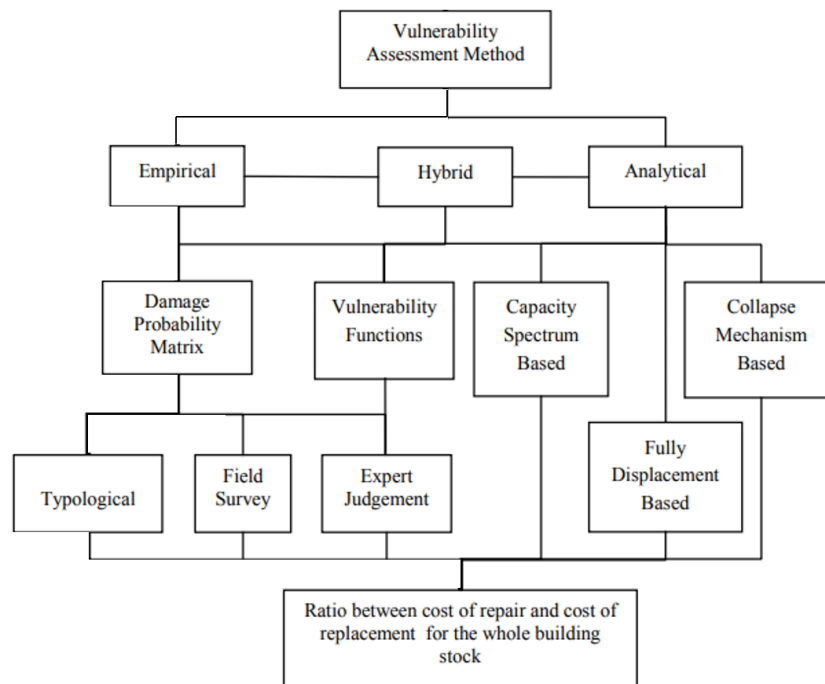 Vulnerability
Assessment Method
Empirical
Hybrid
Analytical
Damage
Probability
Matrix
Vulnerability
Functions
Capacity
Spectrum
Based
Collapse
Mechanism
Based
Typological
Field
Survey
Expert
Judgement
Fully
Displacement
Based
Ratio between cost of repair and cost of
replacement for the whole building
stock